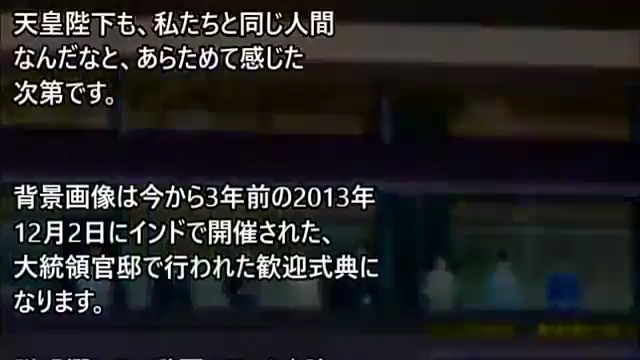 天皇陛下も、私たちと同じ人間
なんだなと、あらためて感じた
次第です。
背景画像は今から3年前の2013年
12月2日にインドで開催された、
大統領官邸で行われた歓迎式典に
なります。